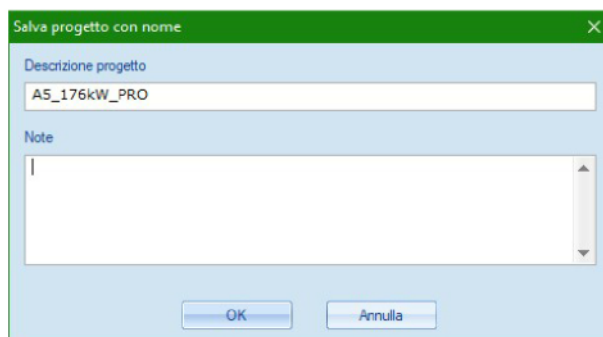 Salva progetto con nome
Descrizione progetto
A5_176kW_PRO
Note
OK Annulla